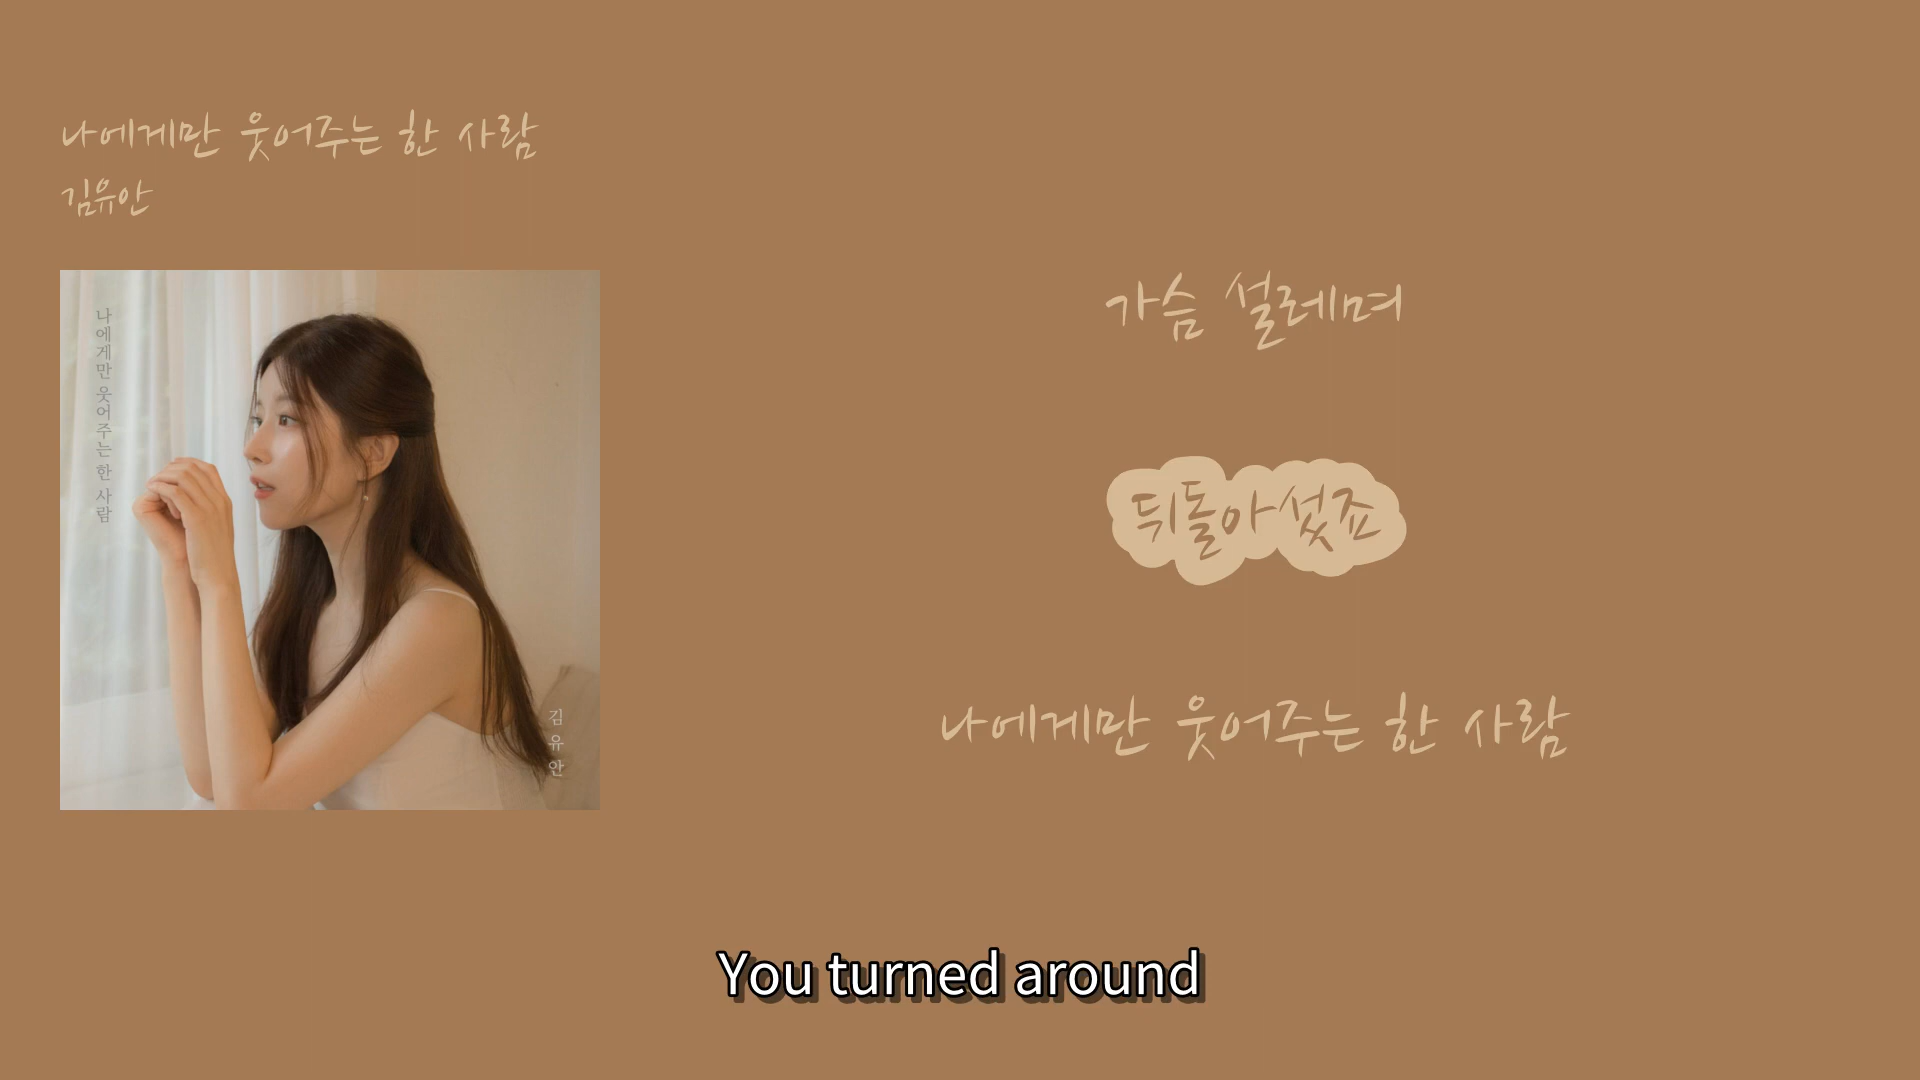 나에게만 웃어주는 한 사람
김유안
나에게만 웃어주는 한 사람
김유안
가슴 설레며
뒤돌아섰죠
나에게만 웃어주는 한 사람
You turned around